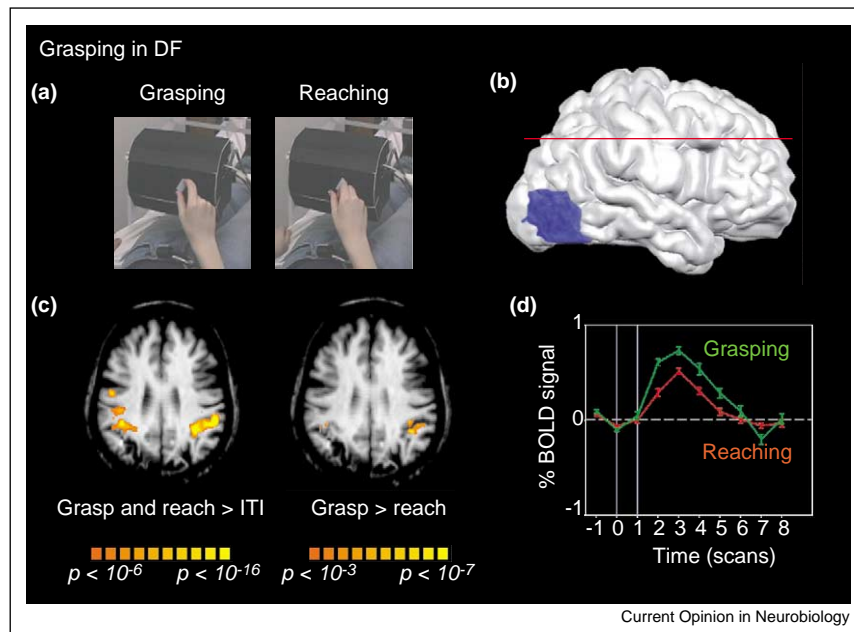 Grasping in DF
(a)
Grasping
Reaching
(b)
(c)
Grasp and reach > ITI
Grasp > reach
p < 10-6
p < 10-16
p < 10-3
p < 10-7
(d)
1
0
-1
% BOLD signal
Grasping
Reaching
-1 0 1 2 3 4 5 6 7 8
Time (scans)
Current Opinion in Neurobiology